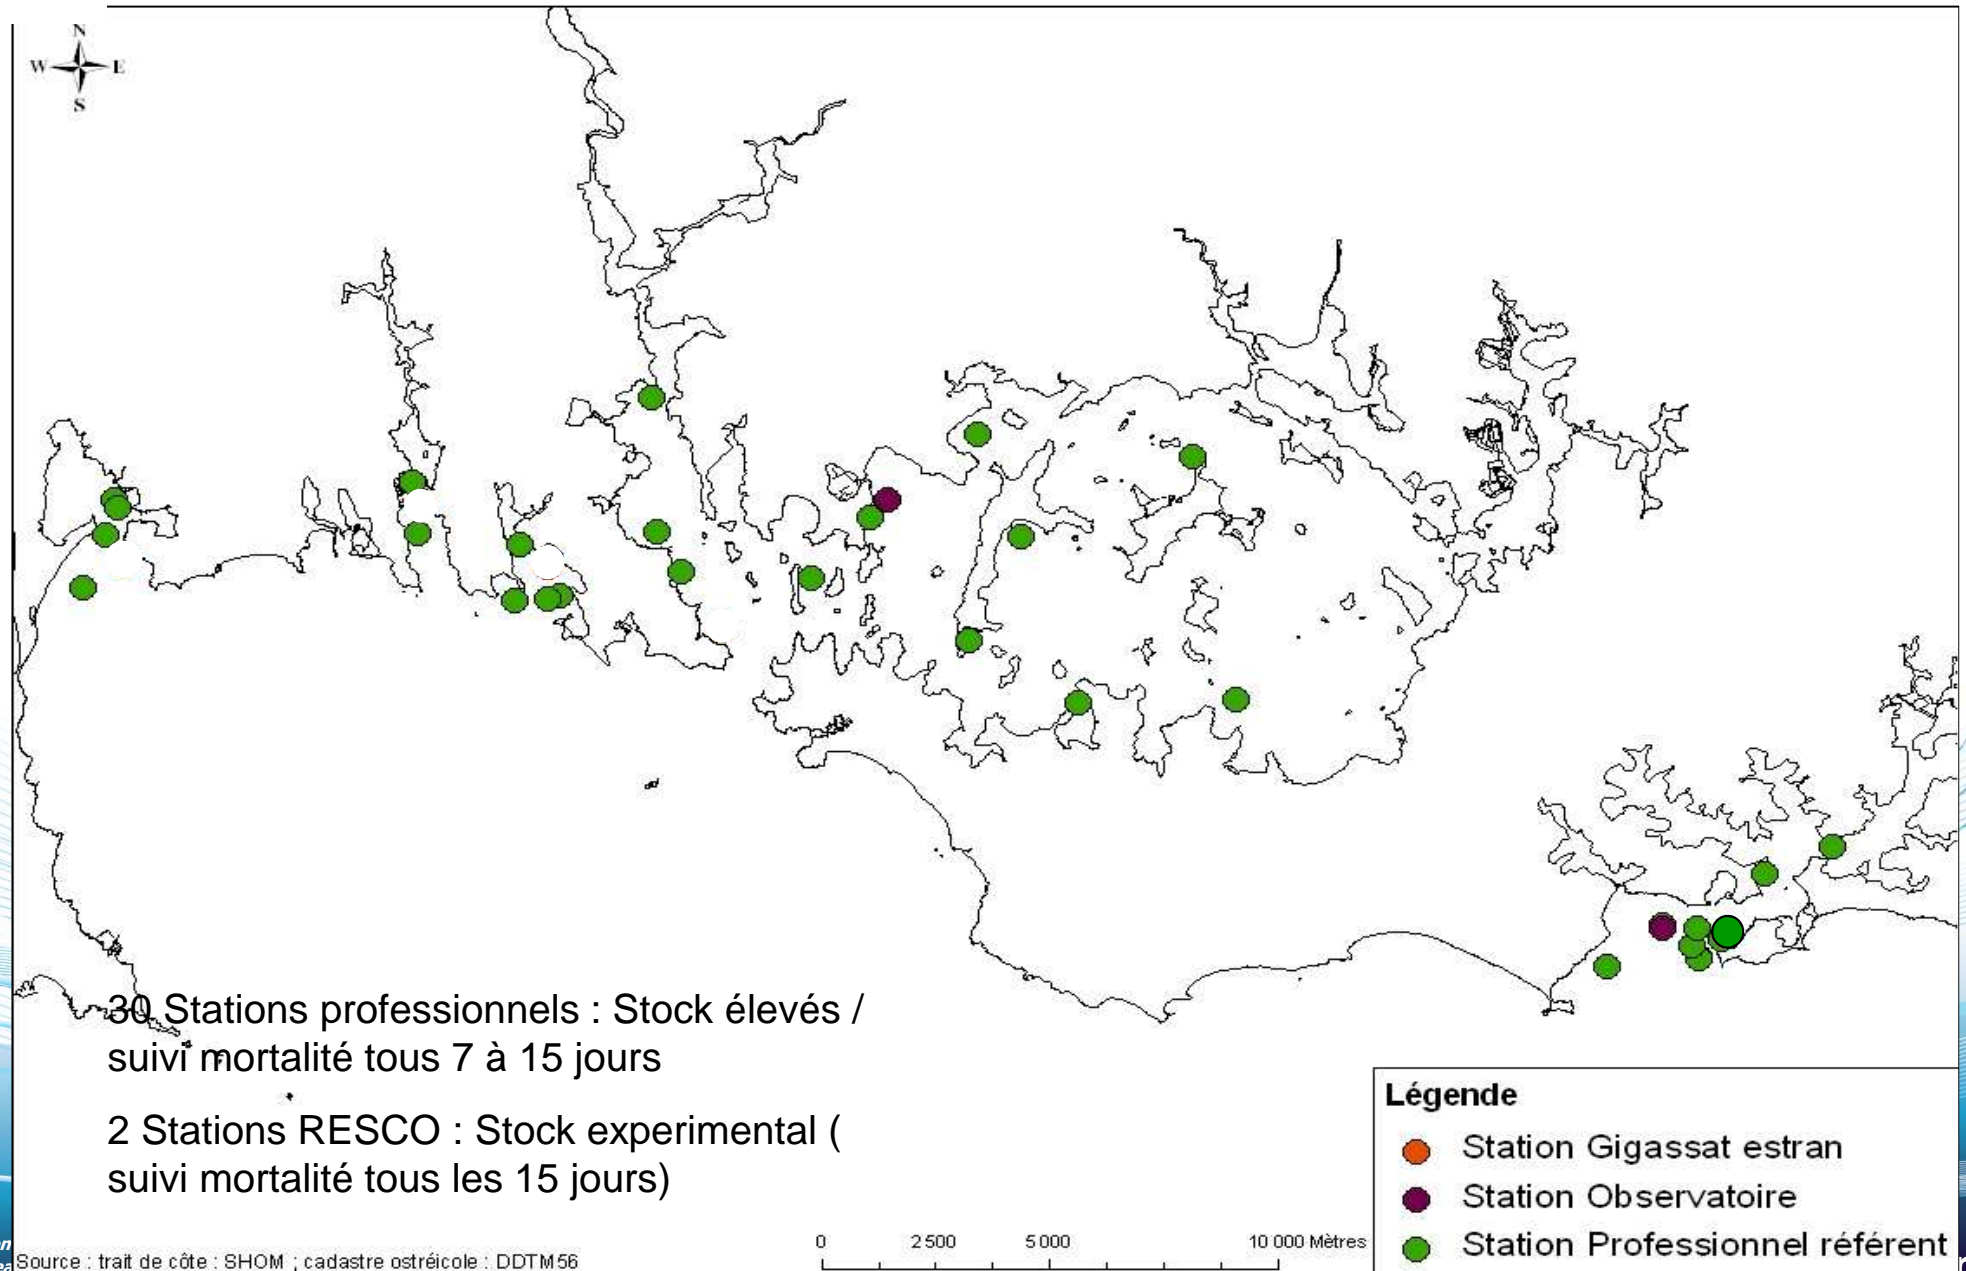 N
W E
S
30 Stations professionnels : Stock élevés /
suivi mortalité tous 7 à 15 jours
2 Stations RESCO : Stock experimental (
suivi mortalité tous les 15 jours)
Légende
Station Gigassat estran
Station Observatoire
Station Professionnel référent
0 2 500 5 000 10 000 Mètres
Source : trait de côte : SHOM ; cadastre ostréicole : DDTM56